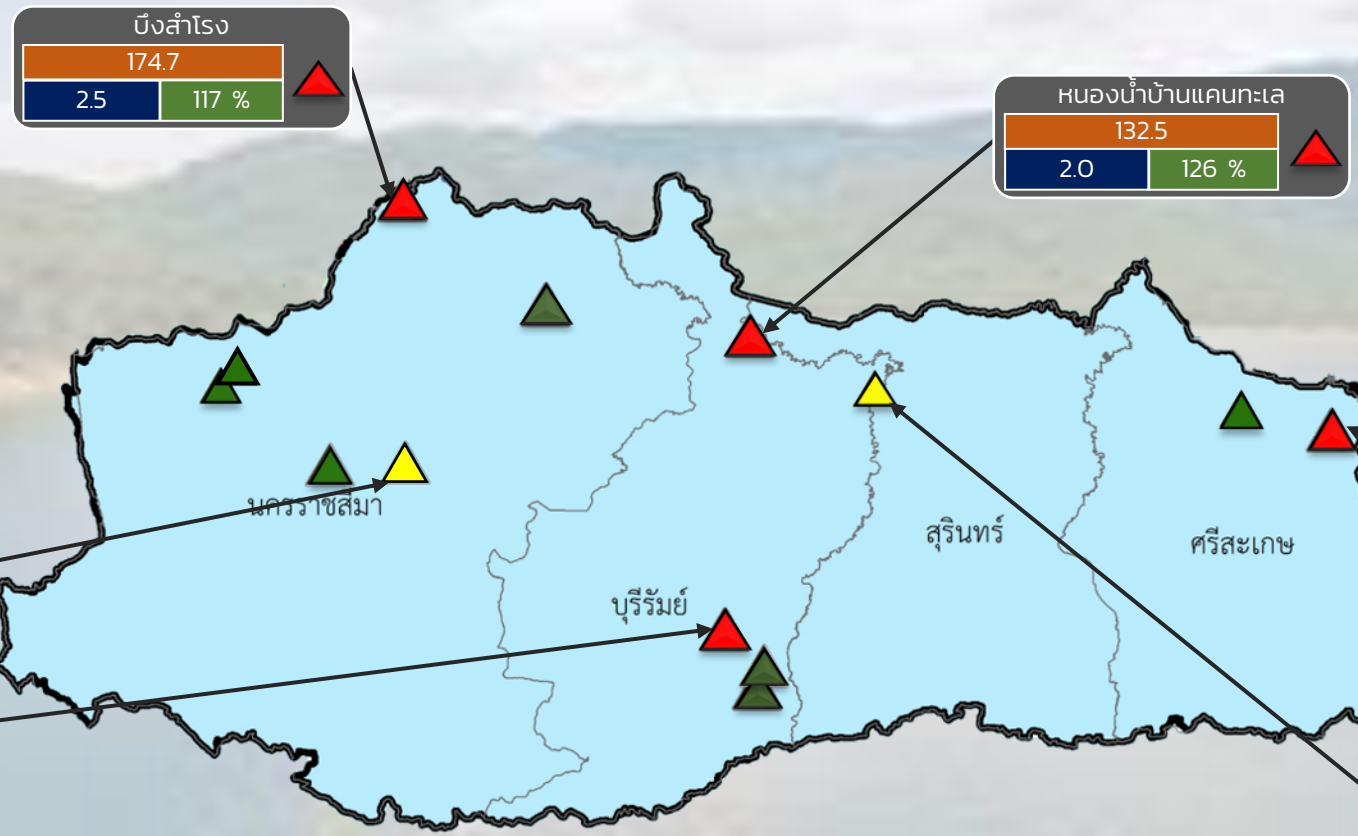 บึงสำโรง
174.7
2.5 117 %
หนองน้ำบ้านแคนทะเล
132.5
2.0 126 %
นครราชสีมา
สุรินทร์
ศรีสะเกษ
บุรีรัมย์